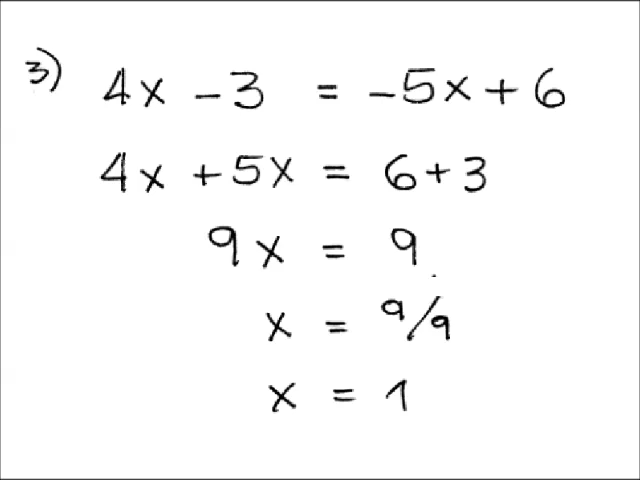 3) 4x - 3 = -5x + 6
4x + 5x = 6 + 3
9x = 9
x = 9/9
x = 1